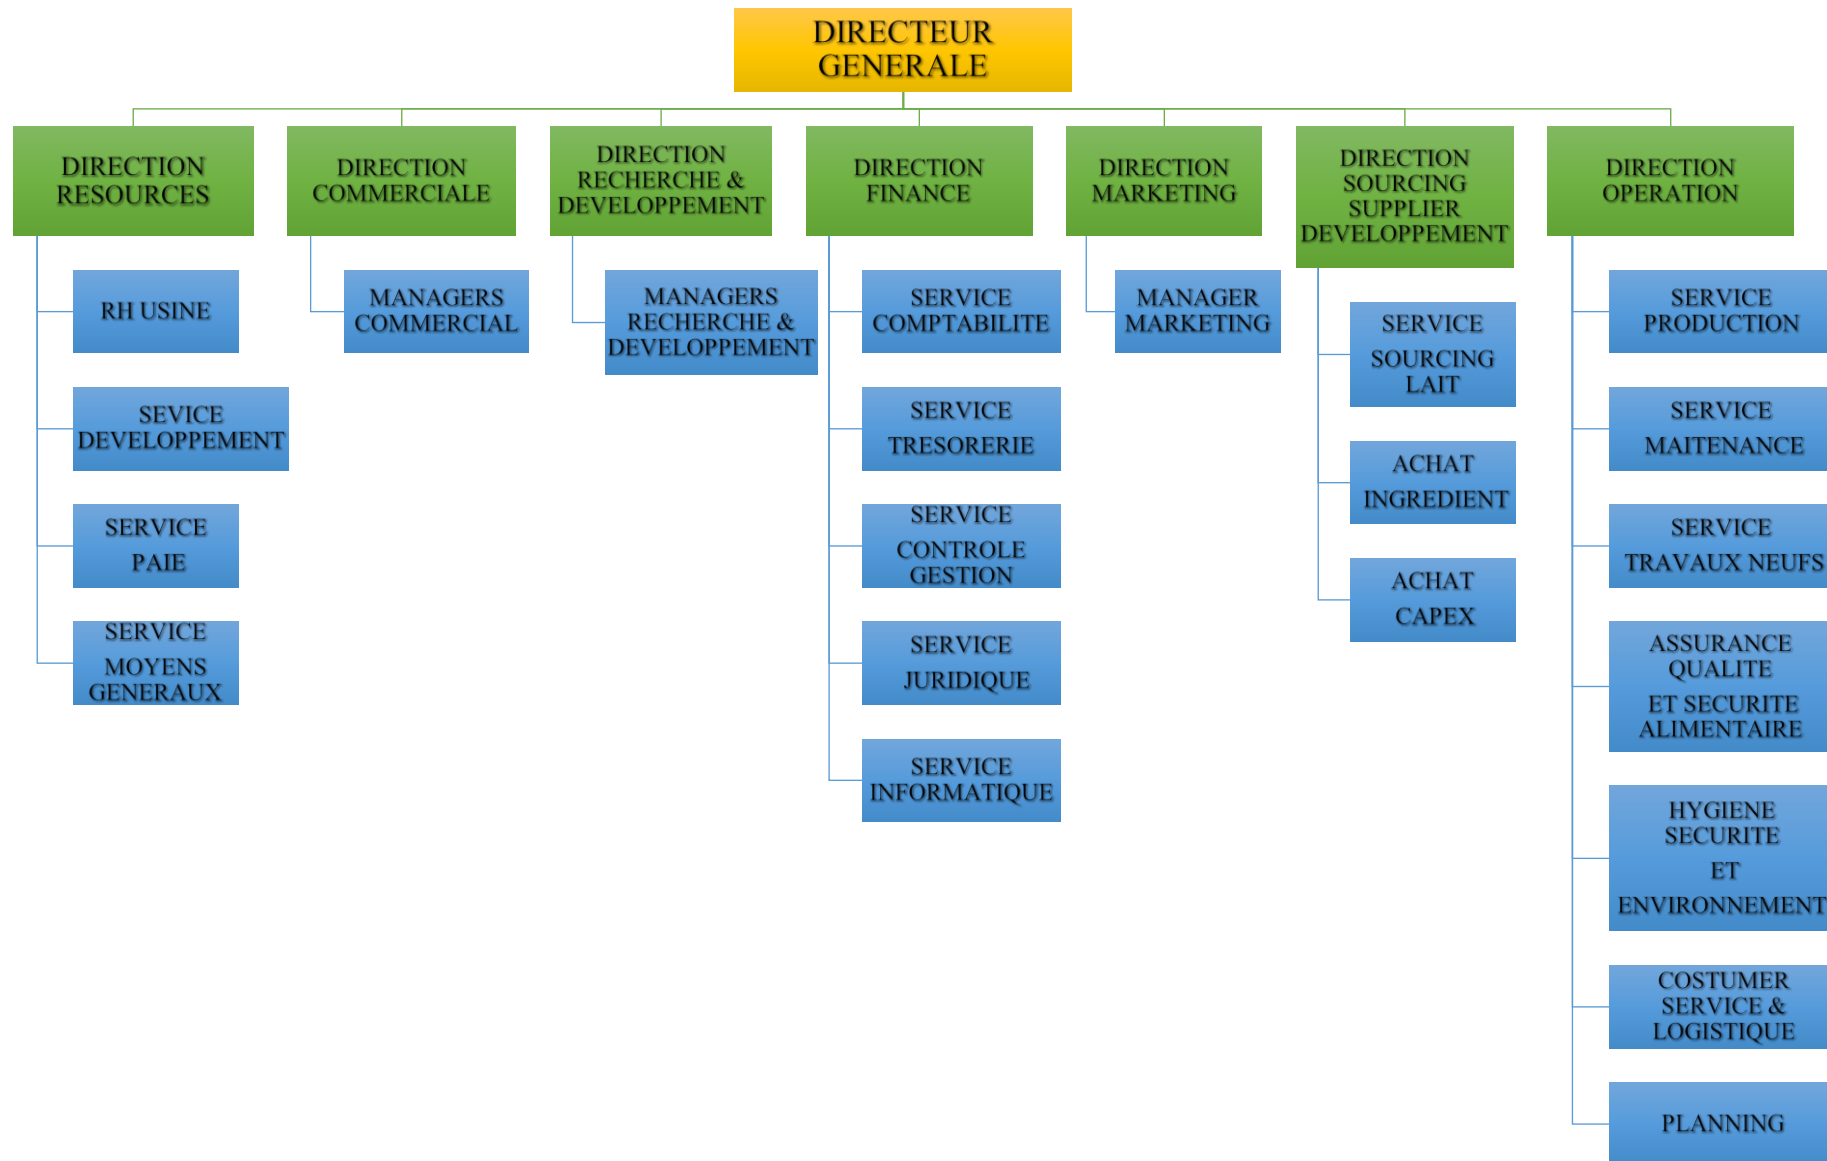 DIRECTEUR
GENERALE
DIRECTION
RESOURCES
RH USINE
SEVICE
DEVELOPPEMENT
SERVICE
PAIE
SERVICE
MOYENS
GENERAUX
DIRECTION
COMMERCIALE
MANAGERS
COMMERCIAL
DIRECTION
RECHERCHE &
DEVELOPPEMENT
MANAGERS
RECHERCHE &
DEVELOPPEMENT
DIRECTION
FINANCE
SERVICE
COMPTABILITE
SERVICE
TRESORERIE
SERVICE
CONTROLE
GESTION
SERVICE
JURIDIQUE
SERVICE
INFORMATIQUE
DIRECTION
MARKETING
MANAGER
MARKETING
DIRECTION
SOURCING
SUPPLIER
DEVELOPPEMENT
SERVICE
SOURCING
LAIT
ACHAT
INGREDIENT
ACHAT
CAPEX
DIRECTION
OPERATION
SERVICE
PRODUCTION
SERVICE
MAITENANCE
SERVICE
TRAVAUX NEUFS
ASSURANCE
QUALITE
ET SECURITE
ALIMENTAIRE
HYGIENE
SECURITE
ET
ENVIRONNEMENT
COSTUMER
SERVICE &
LOGISTIQUE
PLANNING